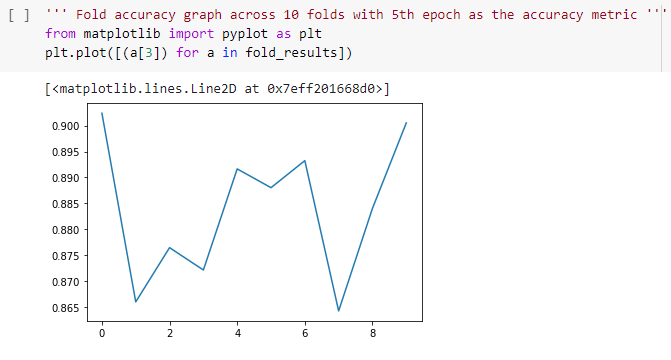 [ ] ''' Fold accuracy graph across 10 folds with 5th epoch as the accuracy metric '''
from matplotlib import pyplot as plt
plt.plot([(a[3]) for a in fold_results])
[<matplotlib.lines.Line2D at 0x7eff201668d0>]
0.900
0.895
0.890
0.885
0.880
0.875
0.870
0.865
0 2 4 6 8